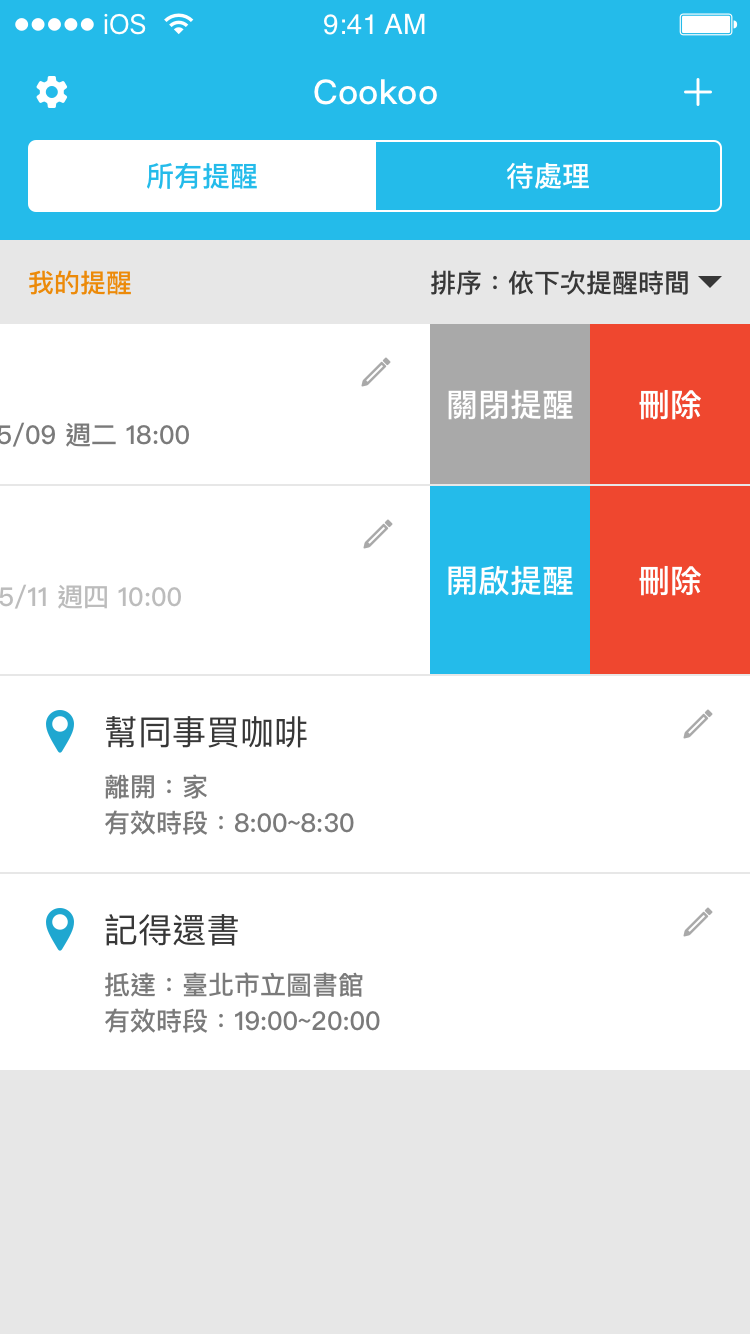 iOS 9:41 AM
Cookoo
所有提醒 待處理
我的提醒 排序：依下次提醒時間
關閉提醒 刪除
5/09 週二 18:00
開啟提醒 刪除
5/11 週四 10:00
幫同事買咖啡
離開：家
有效時段：8:00~8:30
記得還書
抵達：臺北市立圖書館
有效時段：19:00~20:00